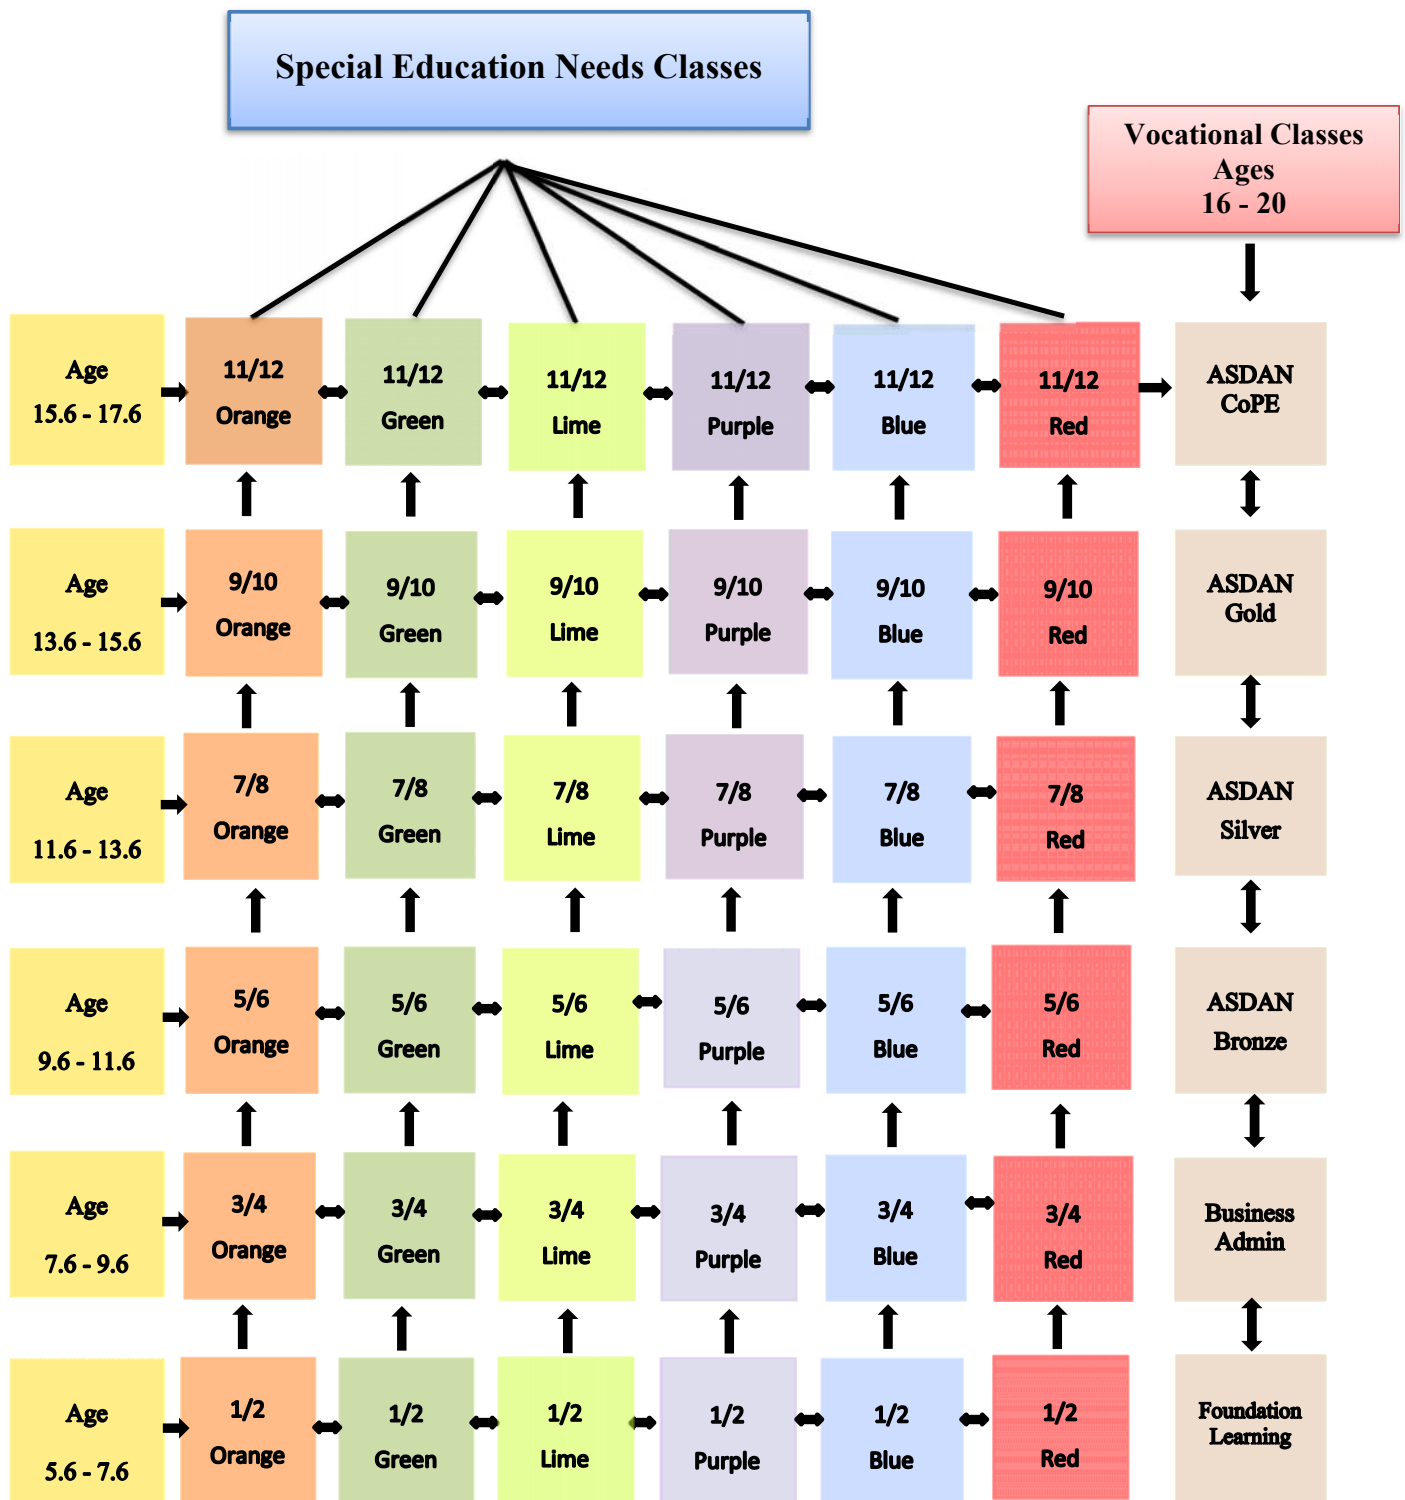 Special Education Needs Classes
Vocational Classes
Ages
16 - 20
Age
15.6 - 17.6
11/12
Orange
11/12
Green
11/12
Lime
11/12
Purple
11/12
Blue
11/12
Red
ASDAN
CoPE
Age
13.6 - 15.6
9/10
Orange
9/10
Green
9/10
Lime
9/10
Purple
9/10
Blue
9/10
Red
ASDAN
Gold
Age
11.6 - 13.6
7/8
Orange
7/8
Green
7/8
Lime
7/8
Purple
7/8
Blue
7/8
Red
ASDAN
Silver
Age
9.6 - 11.6
5/6
Orange
5/6
Green
5/6
Lime
5/6
Purple
5/6
Blue
5/6
Red
ASDAN
Bronze
Age
7.6 - 9.6
3/4
Orange
3/4
Green
3/4
Lime
3/4
Purple
3/4
Blue
3/4
Red
Business
Admin
Age
5.6 - 7.6
1/2
Orange
1/2
Green
1/2
Lime
1/2
Purple
1/2
Blue
1/2
Red
Foundation
Learning